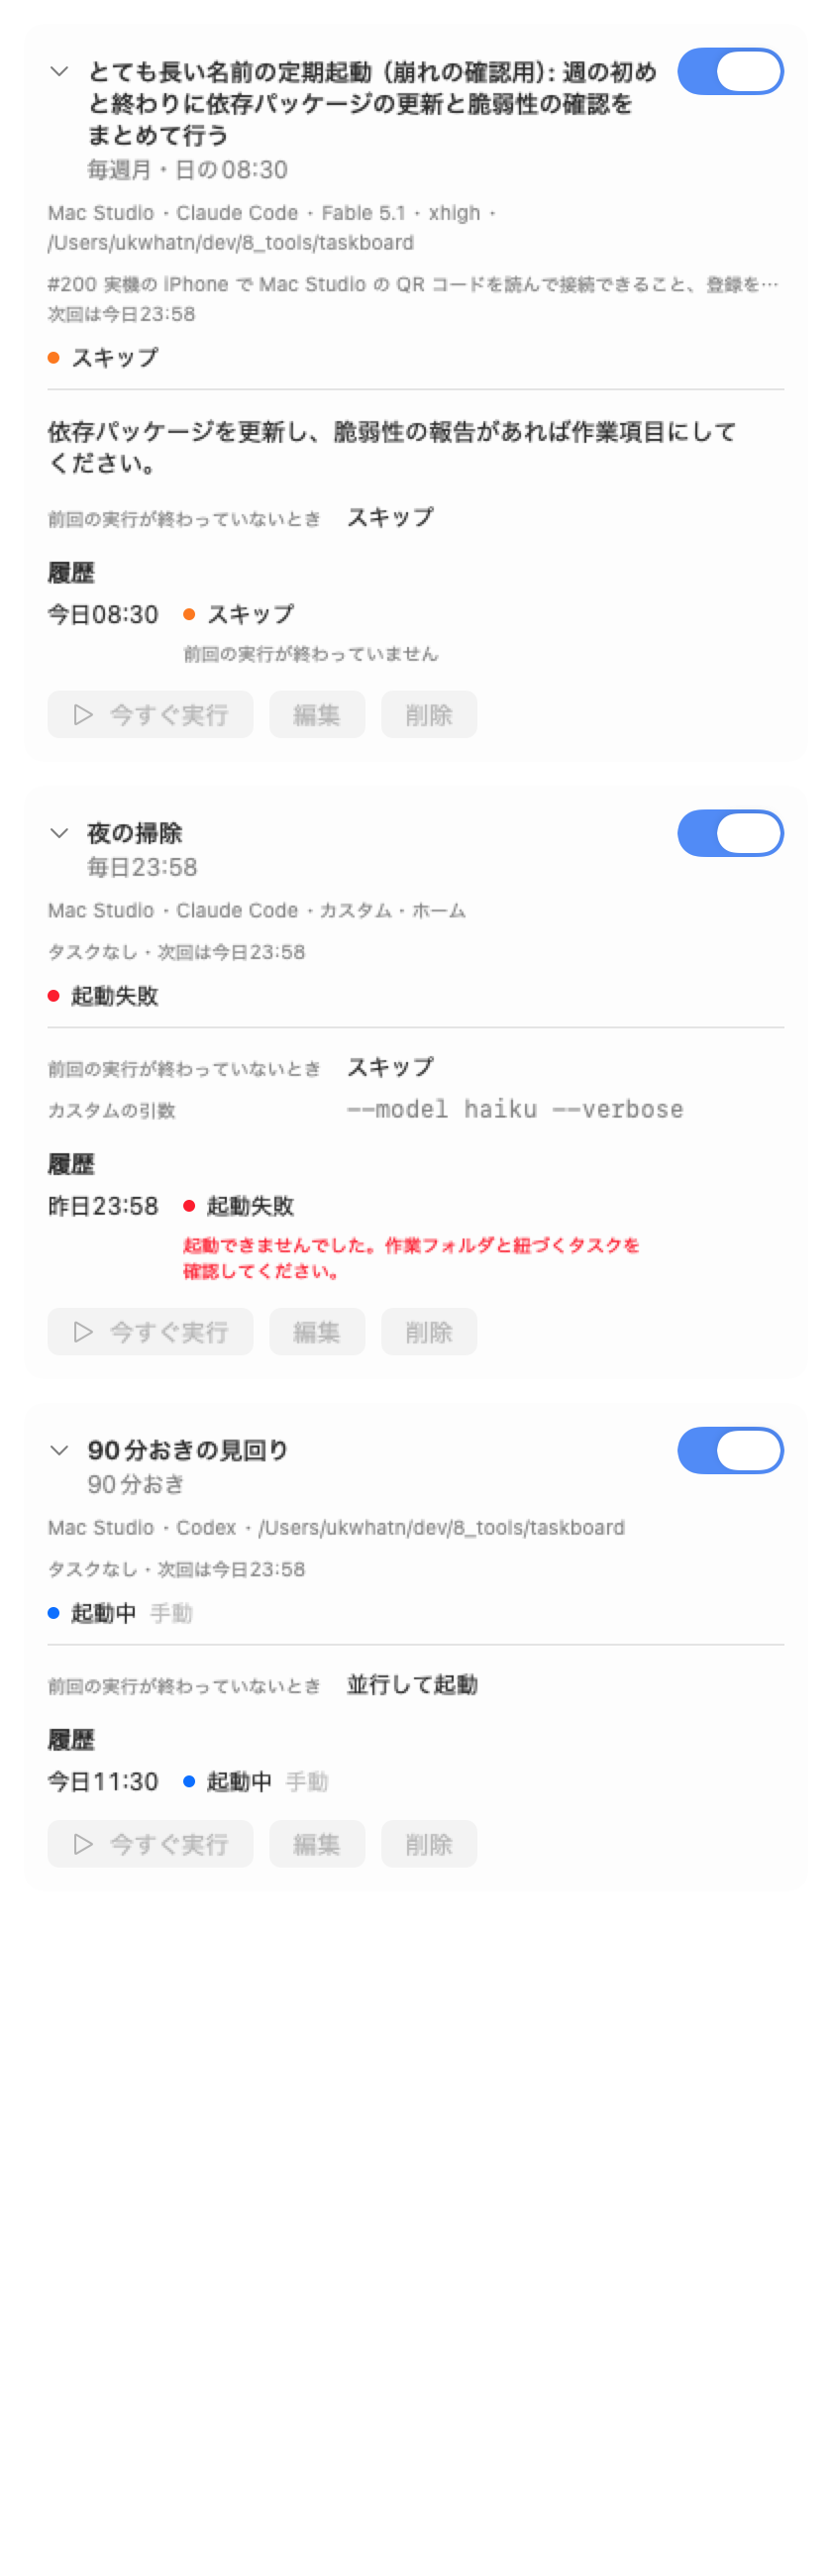 とても長い名前の定期起動（崩れの確認用）: 週の初め
と終わりに依存パッケージの更新と脆弱性の確認を
まとめて行う
毎週月・日の08:30
Mac Studio・Claude Code・Fable 5.1・xhigh・
/Users/ukwhatn/dev/8_tools/taskboard
#200 実機の iPhone で Mac Studio の QR コードを読んで接続できること、登録を…
次回は今日23:58
スキップ
依存パッケージを更新し、脆弱性の報告があれば作業項目にして
ください。
前回の実行が終わっていないとき スキップ
履歴
今日08:30 スキップ
前回の実行が終わっていません
今すぐ実行 編集 削除
夜の掃除
毎日23:58
Mac Studio・Claude Code・カスタム・ホーム
タスクなし・次回は今日23:58
起動失敗
前回の実行が終わっていないとき スキップ
カスタムの引数 --model haiku --verbose
履歴
昨日23:58 起動失敗
起動できませんでした。作業フォルダと紐づくタスクを
確認してください。
今すぐ実行 編集 削除
90分おきの見回り
90分おき
Mac Studio・Codex・/Users/ukwhatn/dev/8_tools/taskboard
タスクなし・次回は今日23:58
起動中 手動
前回の実行が終わっていないとき 並行して起動
履歴
今日11:30 起動中 手動
今すぐ実行 編集 削除